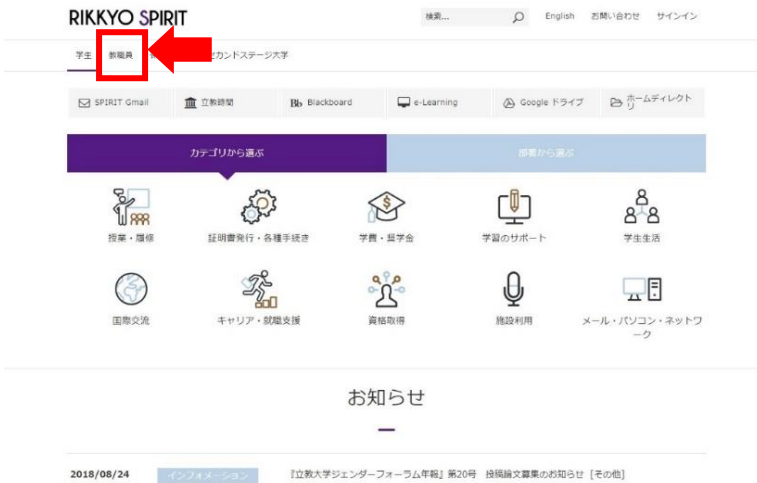 RIKKYO SPIRIT
検索...
English お問い合わせ サインイン
学生 教職員 セカンドステージ大学
SPIRIT Gmail
立教時間
Bb Blackboard
e-Learning
Google ドライブ
ホームディレクト
リ
カテゴリから選ぶ
部署から選ぶ
授業・履修
証明書発行・各種手続き
学費・奨学金
学習のサポート
学生生活
国際交流
キャリア・就職支援
資格取得
施設利用
メール・パソコン・ネットワ
ーク
お知らせ
2018/08/24 インフォメーション 『立教大学ジェンダーフォーラム年報』第20号 投稿論文募集のお知らせ [その他]